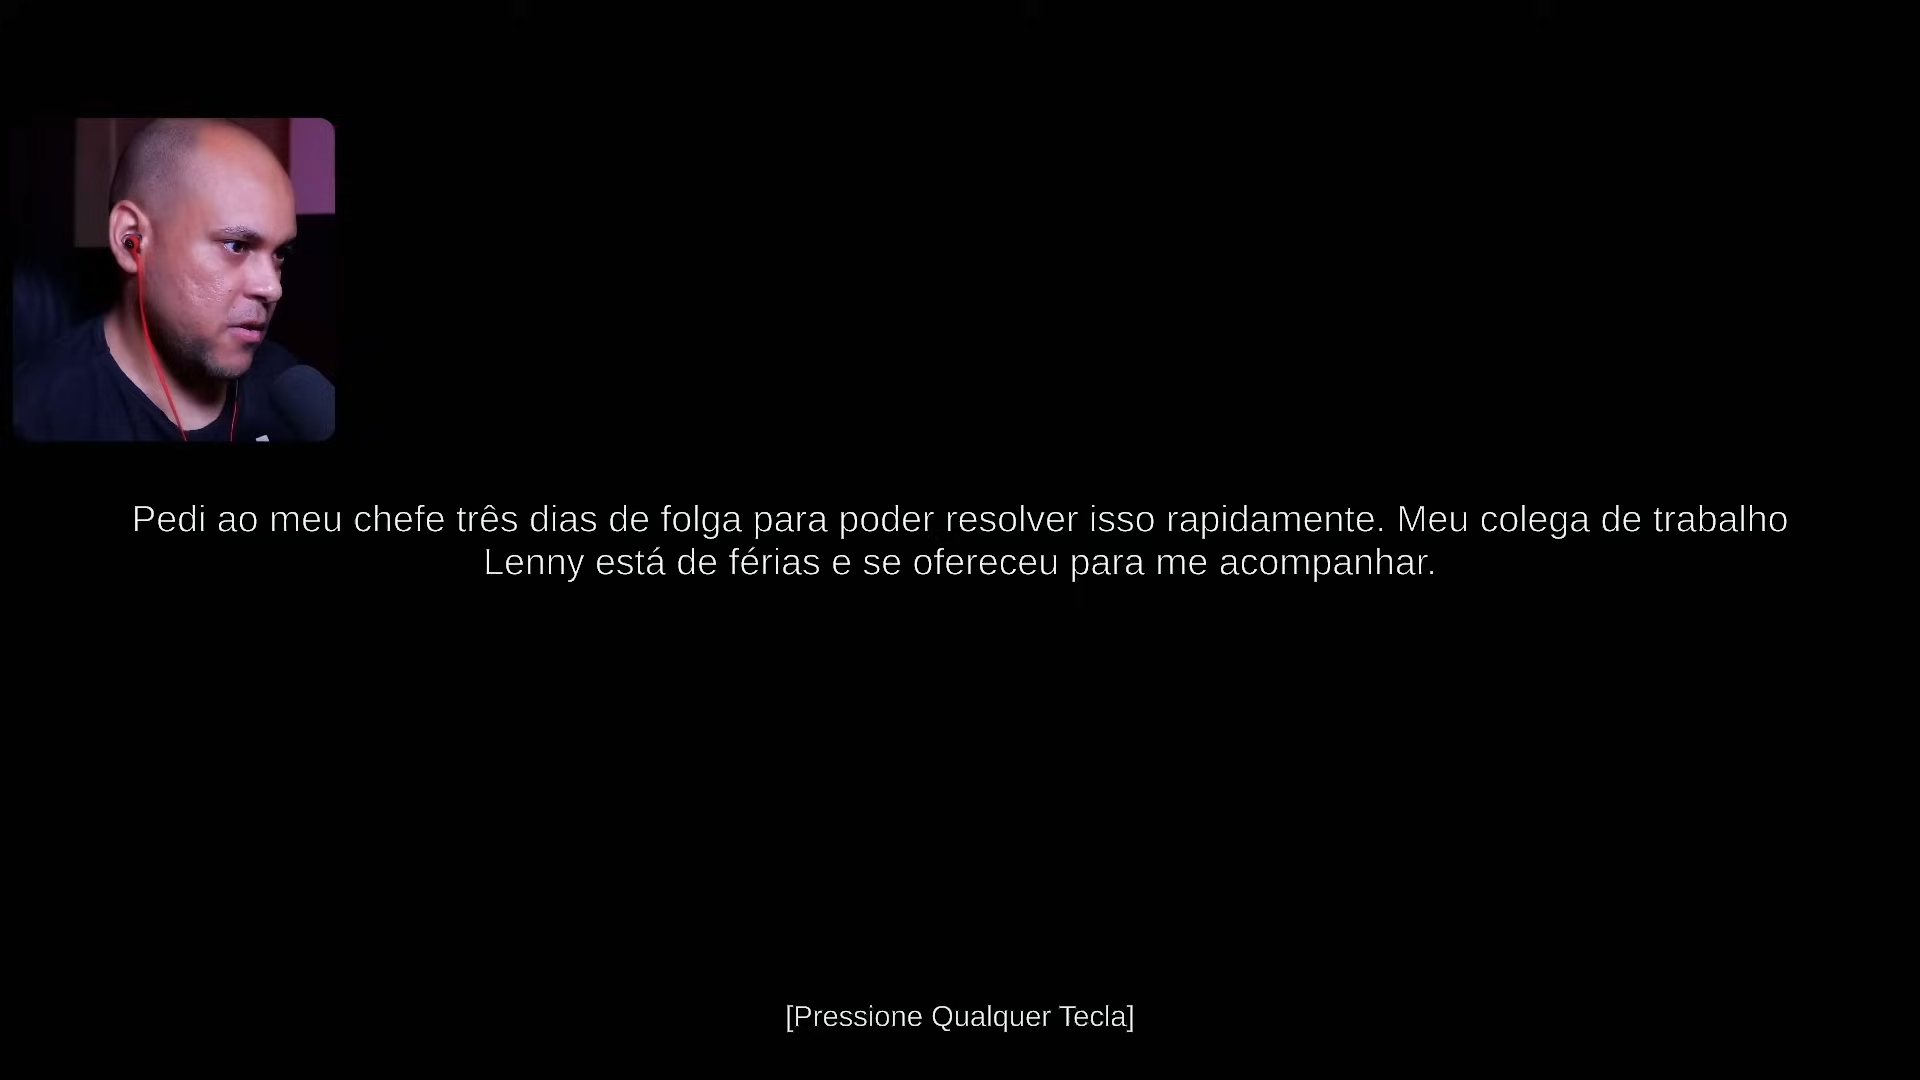 Pedi ao meu chefe três dias de folga para poder resolver isso rapidamente. Meu colega de trabalho
Lenny está de férias e se ofereceu para me acompanhar.
[Pressione Qualquer Tecla]